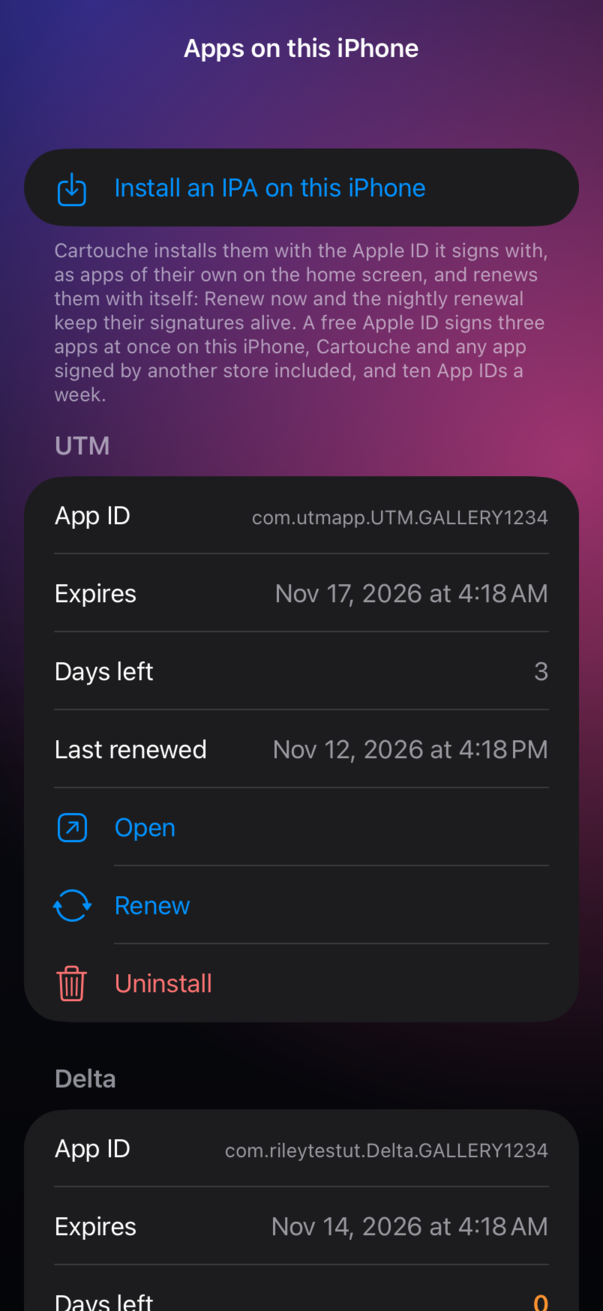 Apps on this iPhone
Install an IPA on this iPhone
Cartouche installs them with the Apple ID it signs with,
as apps of their own on the home screen, and renews
them with itself: Renew now and the nightly renewal
keep their signatures alive. A free Apple ID signs three
apps at once on this iPhone, Cartouche and any app
signed by another store included, and ten App IDs a
week.
UTM
App ID com.utmapp.UTM.GALLERY1234
Expires Nov 17, 2026 at 4:18 AM
Days left 3
Last renewed Nov 12, 2026 at 4:18 PM
Open
Renew
Uninstall
Delta
App ID com.rileytestut.Delta.GALLERY1234
Expires Nov 14, 2026 at 4:18 AM
Days left 0